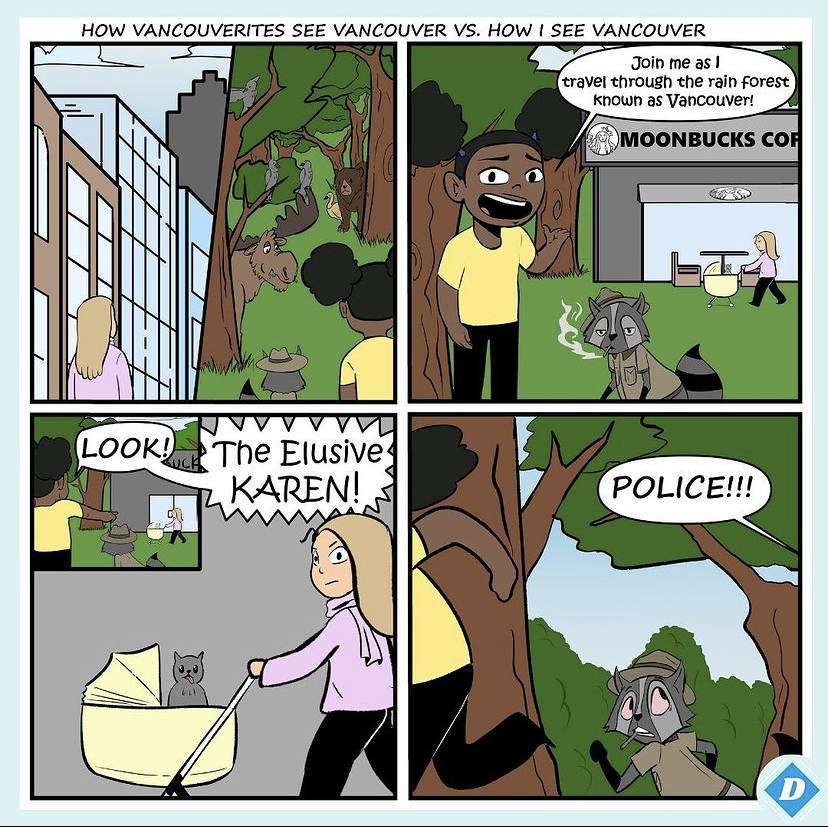 HOW VANCOUVERITES SEE VANCOUVER VS. HOW I SEE VANCOUVER
Join me as I
travel through the rain forest
known as Vancouver!
MOONBUCKS COF
LOOK!
UCK
The Elusive
KAREN!
POLICE!!!
D